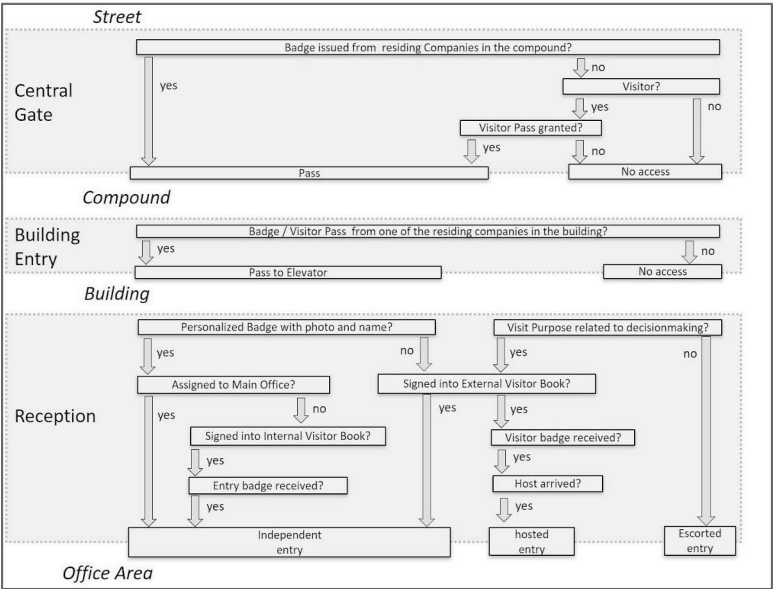 Street
Badge issued from residing Companies in the compound?
yes
no
Central
Gate
Visitor?
yes
no
Visitor Pass granted?
yes
no
Pass
No access
Compound
Building
Entry
Badge / Visitor Pass from one of the residing companies in the building?
yes
no
Pass to Elevator
No access
Building
Reception
Personalized Badge with photo and name?
Visit Purpose related to decisionmaking?
yes
no
yes
no
Assigned to Main Office?
Signed into External Visitor Book?
yes
no
yes
yes
Signed into Internal Visitor Book?
Visitor badge received?
yes
yes
Entry badge received?
Host arrived?
yes
yes
Independent
entry
hosted
entry
Escorted
entry
Office Area